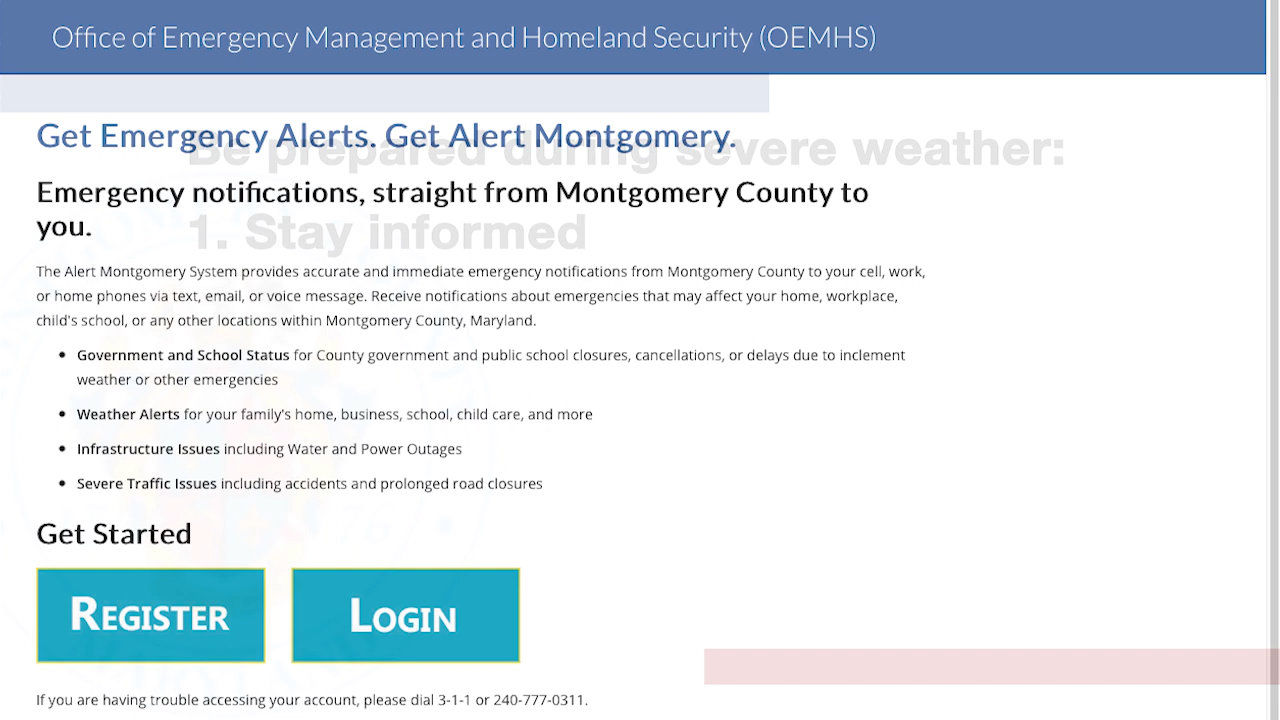 Office of Emergency Management and Homeland Security (OEMHS)
Get Emergency Alerts. Get Alert Montgomery.
Be prepared during severe weather:
Emergency notifications, straight from Montgomery County to
you.
1. Stay informed
The Alert Montgomery System provides accurate and immediate emergency notifications from Montgomery County to your cell, work,
or home phones via text, email, or voice message. Receive notifications about emergencies that may affect your home, workplace,
child's school, or any other locations within Montgomery County, Maryland.
• Government and School Status for County government and public school closures, cancellations, or delays due to inclement
weather or other emergencies
• Weather Alerts for your family's home, business, school, child care, and more
• Infrastructure Issues including Water and Power Outages
• Severe Traffic Issues including accidents and prolonged road closures
Get Started
REGISTER
LOGIN
If you are having trouble accessing your account, please dial 3-1-1 or 240-777-0311.